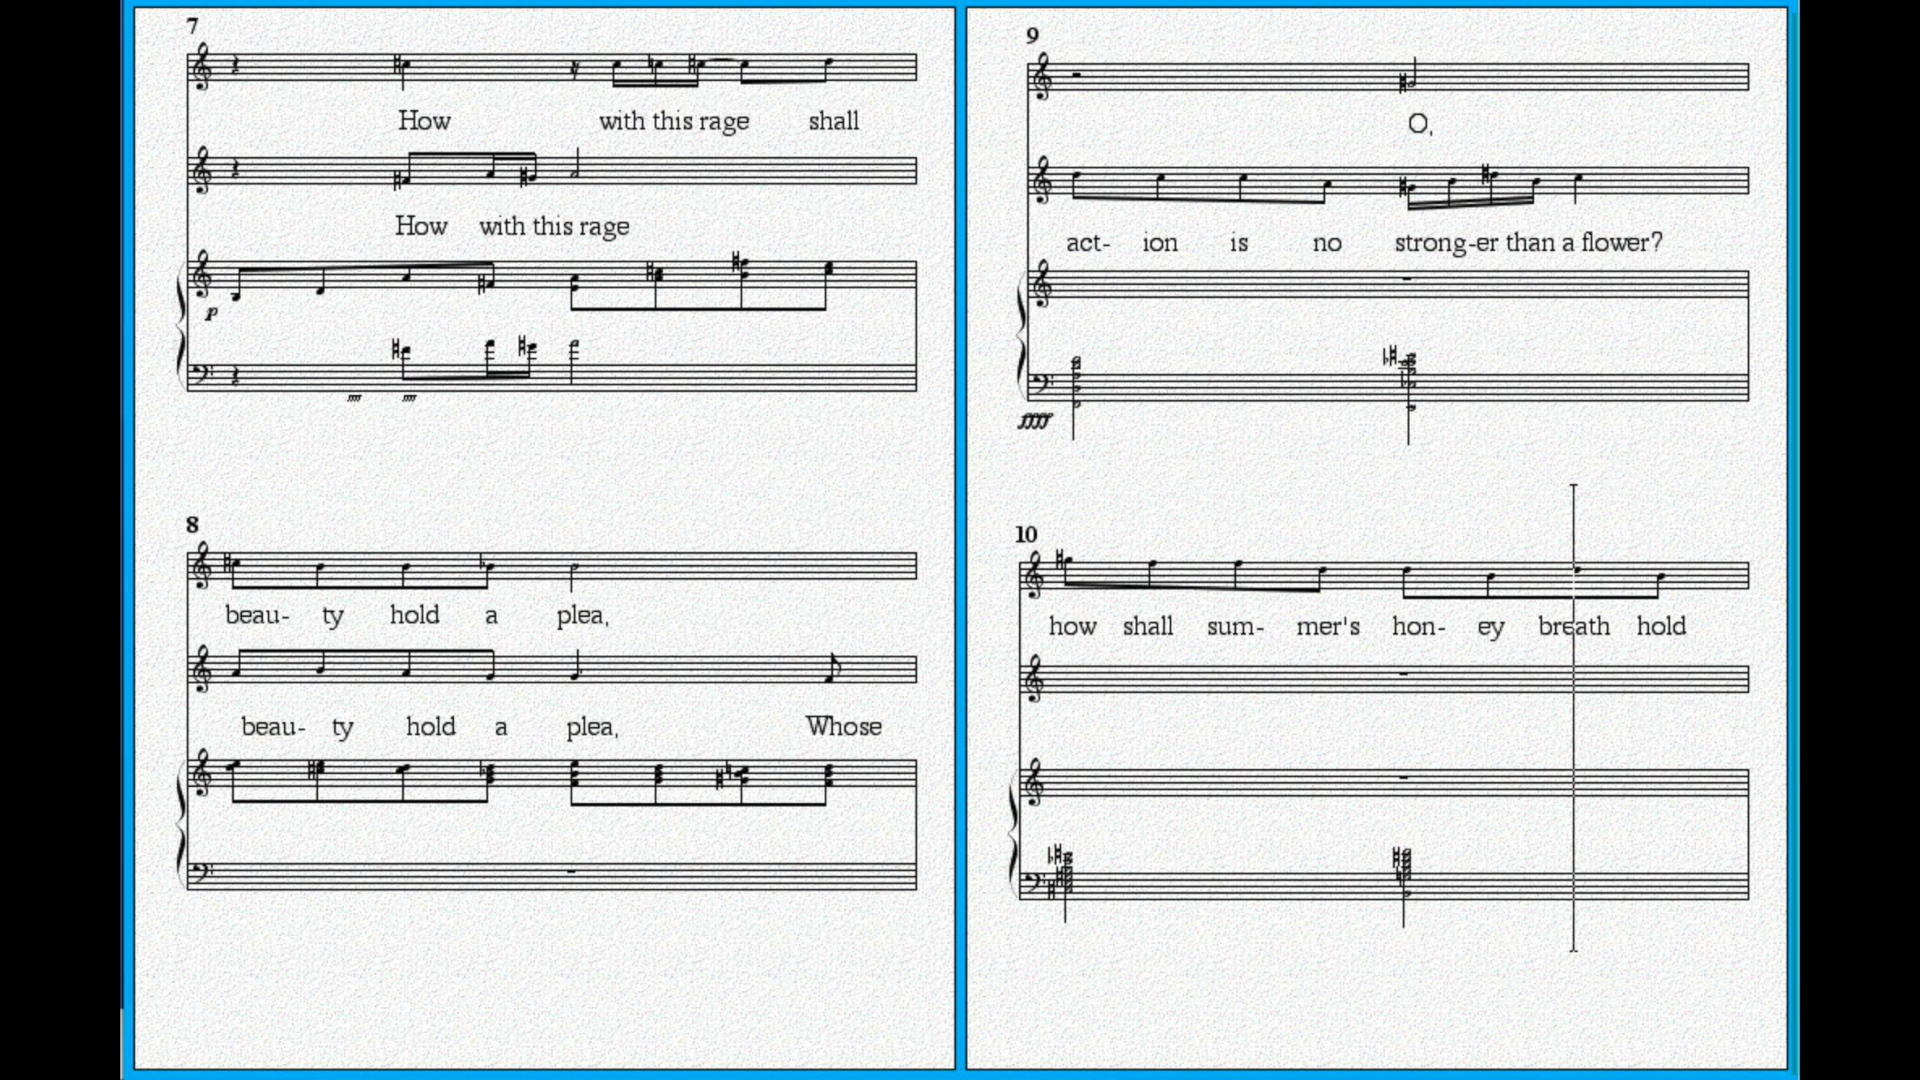 7
How with this rage shall
How with this rage
p
8
beau- ty hold a plea,
beau- ty hold a plea, Whose
9
O,
act- ion is no strong-er than a flower?
ffff
10
how shall sum- mer's hon- ey breath hold